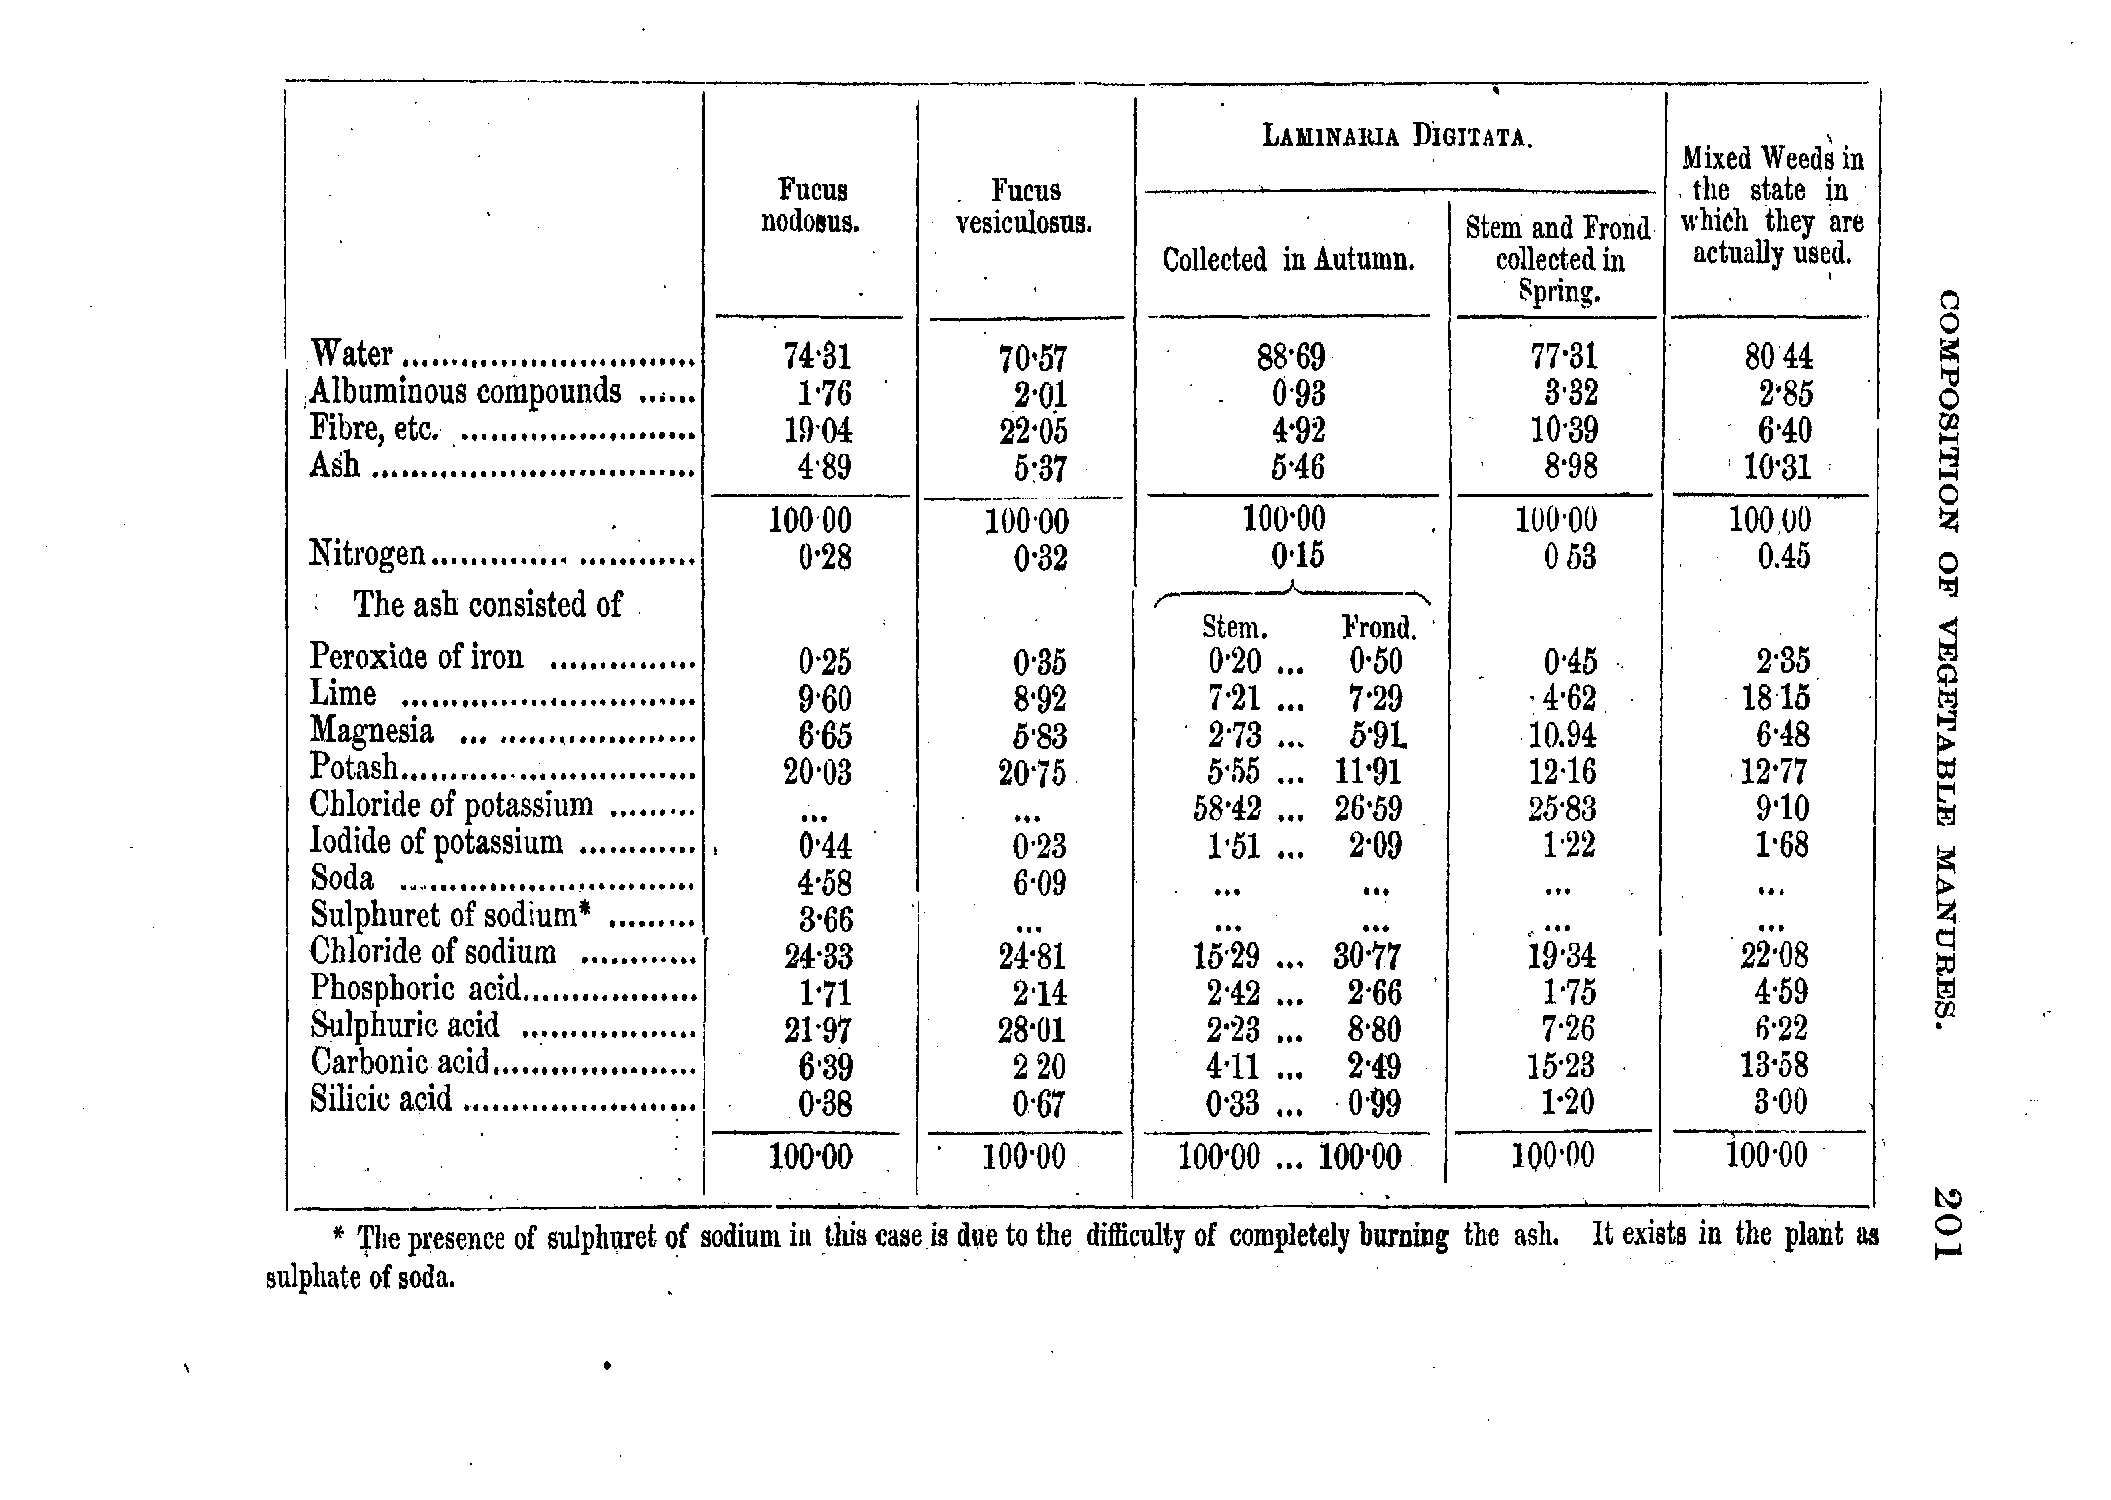 LAMINARIA DIGITATA.
Fucus nodosus.
Fucus vesiculosus.
Collected in Autumn.
Stem and Frond collected in Spring.
Mixed Weeds in the state in which they are actually used.
Water ... 74·31 70·57 88·69 77·31 80 44
Albuminous compounds ... 1·76 2·01 0·93 3·32 2·85
Fibre, etc. ... 19·04 22·05 4·92 10·39 6·40
Ash ... 4·89 5·37 5·46 8·98 10·31
100 00 100·00 100·00 100·00 100 00
Nitrogen ... 0·28 0·32 0·15 0 53 0.45
The ash consisted of
Stem. Frond.
Peroxide of iron ... 0·25 0·35 0·20 ... 0·50 0·45 2·35
Lime ... 9·60 8·92 7·21 ... 7·29 4·62 18·15
Magnesia ... 6·65 5·83 2·73 ... 5·91 10.94 6·48
Potash ... 20·03 20·75 5·55 ... 11·91 12·16 12·77
Chloride of potassium ... ... ... 58·42 ... 26·59 25·83 9·10
Iodide of potassium ... 0·44 0·23 1·51 ... 2·09 1·22 1·68
Soda ... 4·58 6·09 ... ... ... ...
Sulphuret of sodium* ... 3·66 ... ... ... ... ...
Chloride of sodium ... 24·33 24·81 15·29 ... 30·77 19·34 22·08
Phosphoric acid ... 1·71 2·14 2·42 ... 2·66 1·75 4·59
Sulphuric acid ... 21·97 28·01 2·23 ... 8·80 7·26 6·22
Carbonic acid ... 6·39 2 20 4·11 ... 2·49 15·23 13·58
Silicic acid ... 0·38 0·67 0·33 ... 0·99 1·20 3·00
100·00 100·00 100·00 ... 100·00 100·00 100·00
* The presence of sulphuret of sodium in this case is due to the difficulty of completely burning the ash. It exists in the plant as
sulphate of soda.
COMPOSITION OF VEGETABLE MANURES. 201